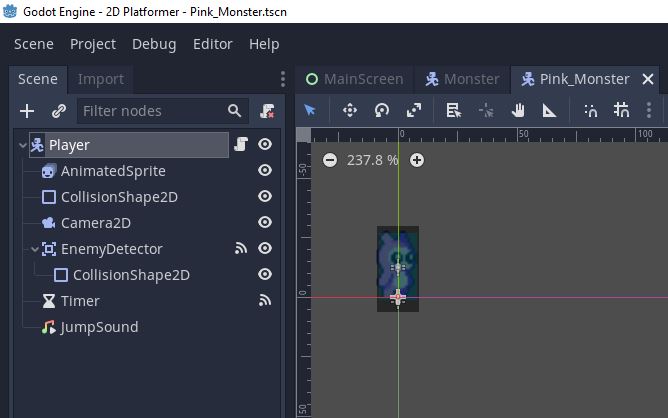 Godot Engine - 2D Platformer - Pink_Monster.tscn
Scene Project Debug Editor Help
Scene Import
MainScreen Monster Pink_Monster
Filter nodes
0 50 100
Player
-50
237.8 %
AnimatedSprite
CollisionShape2D
Camera2D
EnemyDetector
CollisionShape2D
0
Timer
JumpSound
50